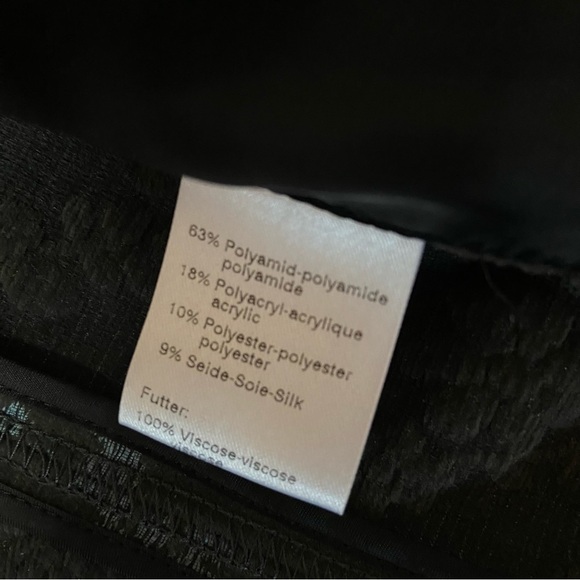 63% Polyamid-polyamide
polyamide
18% Polyacryl-acrylique
acrylic
10% Polyester-polyester
polyester
9% Seide-Soie-Silk
Futter:
100% Viscose-viscose
viscose